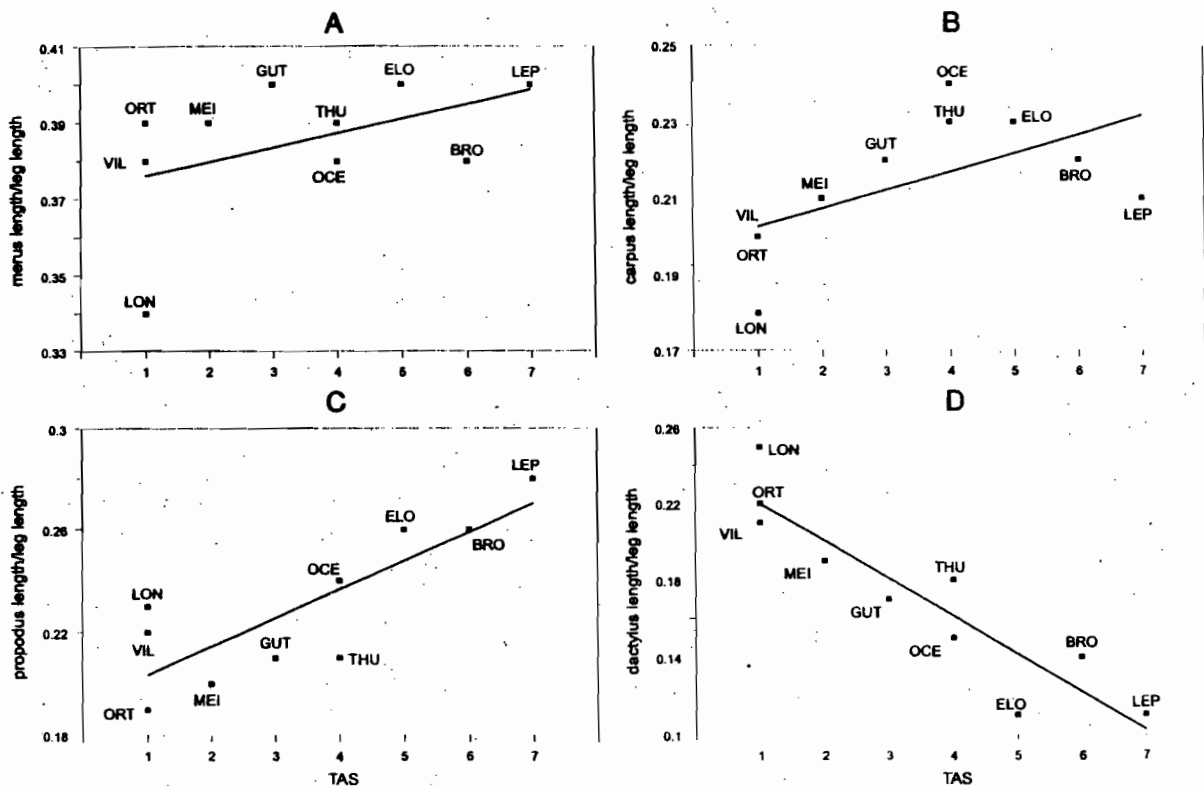 A
merus length/leg length
0.41
0.39
0.37
0.35
0.33
GUT
ELO
LEP
ORT
MEI
THU
VIL
OCE
BRO
LON
1 2 3 4 5 6 7
B
carpus length/leg length
0.25
0.23
0.21
0.19
0.17
OCE
THU
ELO
GUT
BRO
MEI
LEP
VIL
ORT
LON
1 2 3 4 5 6 7
C
propodus length/leg length
0.3
0.26
0.22
0.18
LEP
ELO
BRO
OCE
LON
VIL
GUT
THU
MEI
ORT
1 2 3 4 5 6 7
TAS
D
dactylus length/leg length
0.26
0.22
0.18
0.14
0.1
LON
ORT
VIL
MEI
THU
GUT
OCE
BRO
ELO
LEP
1 2 3 4 5 6 7
TAS